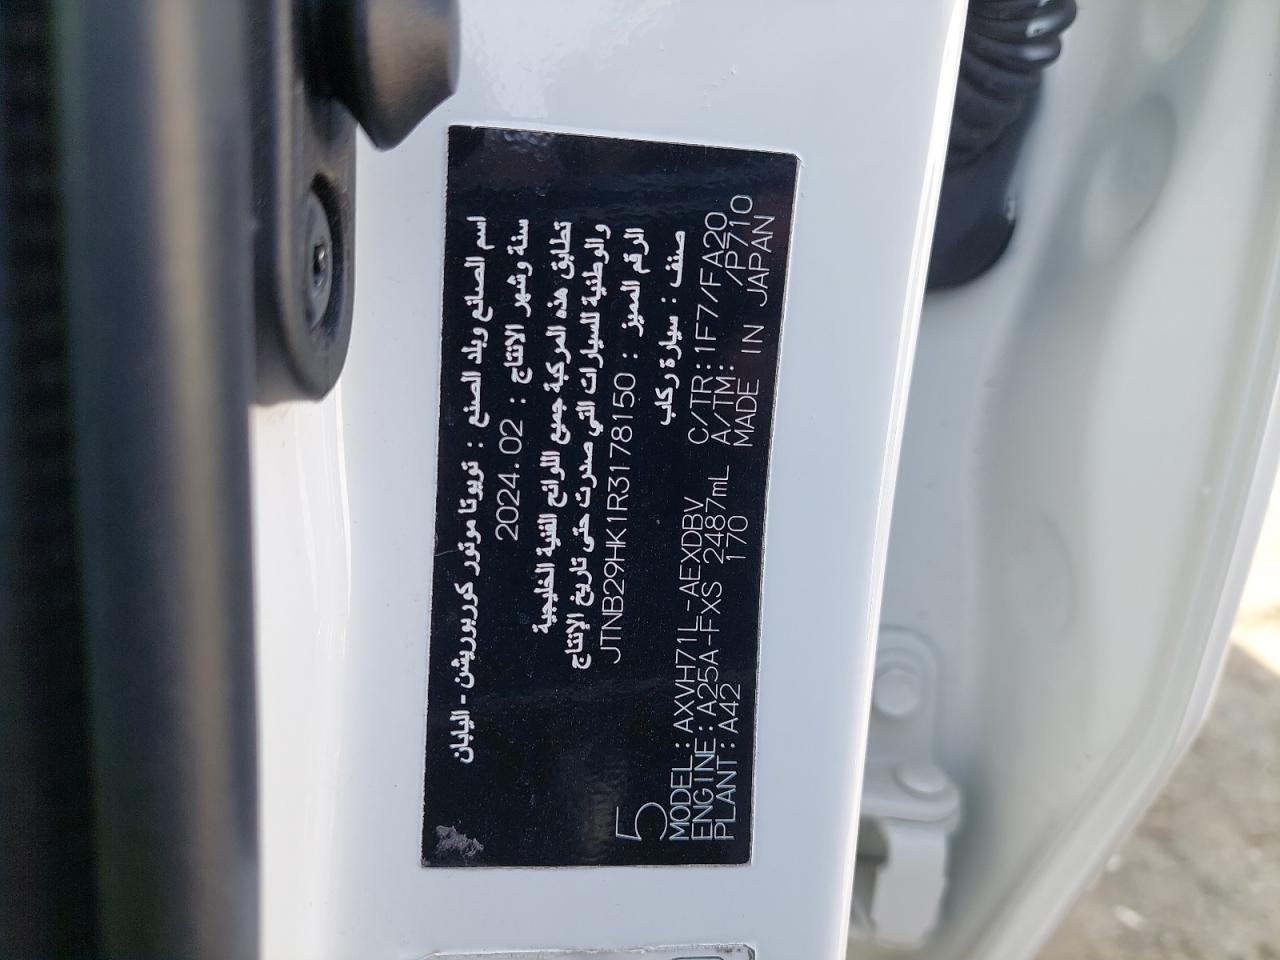 اسم الصانع وبلد الصنع : تويوتا موتور كوربوريشن - اليابان
سنة وشهر الانتاج : 2024.02
تطابق هذه المركبة جميع اللوائح الفنية الخليجية
والوطنية للسيارات التي صدرت حتى تاريخ الإنتاج
الرقم المميز : JTNB29HK1R3178150
صنف : سيارة ركاب
5
MODEL:AXVH71L-AEXDBV C/TR:1F7/FA20
ENGINE:A25A-FXS 2487mL A/TM: /P710
PLANT:A42 170 MADE IN JAPAN